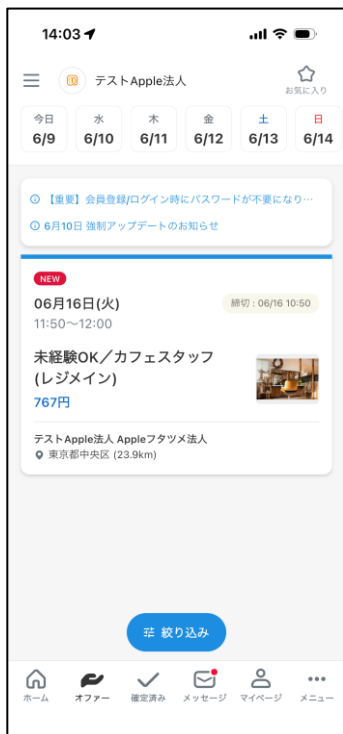 14:03
テストApple法人
お気に入り
今日 水 木 金 土 日
6/9 6/10 6/11 6/12 6/13 6/14
【重要】会員登録/ログイン時にパスワードが不要になり…
6月10日 強制アップデートのお知らせ
NEW
06月16日(火)
締切 : 06/16 10:50
11:50〜12:00
未経験OK／カフェスタッフ
(レジメイン)
767円
テストApple法人 Appleフタツメ法人
東京都中央区 (23.9km)
絞り込み
ホーム オファー 確定済み メッセージ マイページ メニュー